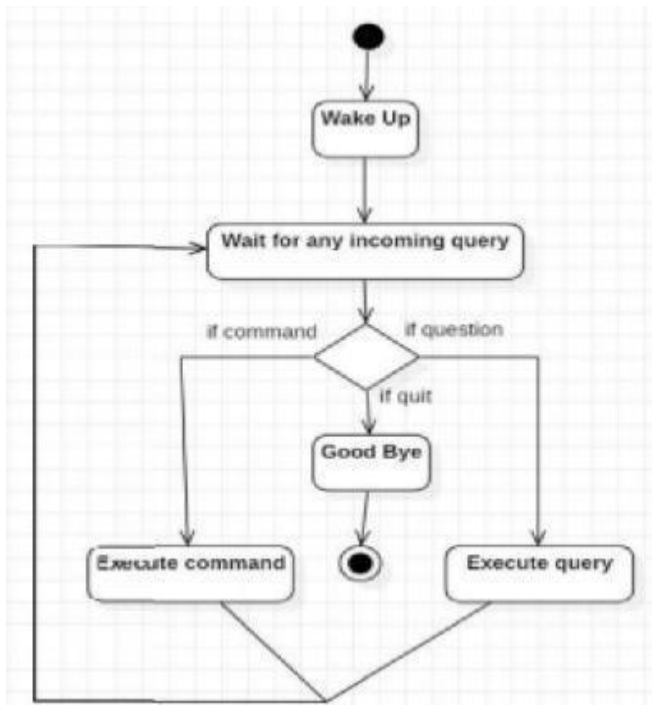 Wake Up
Wait for any incoming query
if command
if question
if quit
Good Bye
Execute command
Execute query